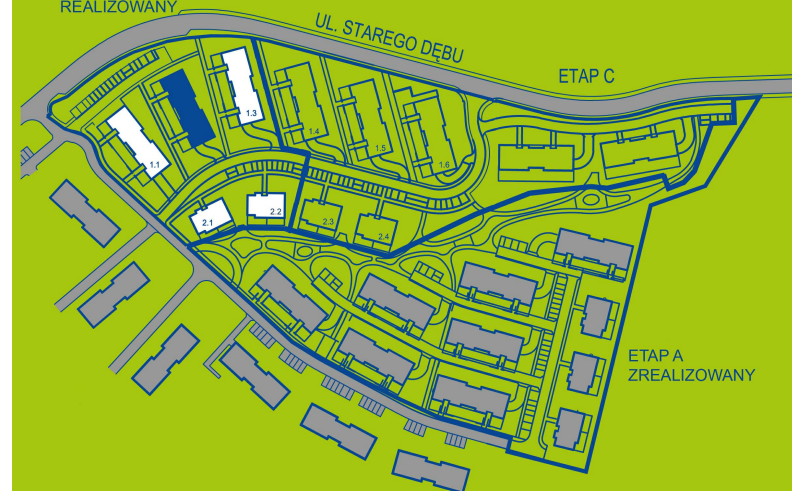 REALIZOWANY
UL. STAREGO DĘBU
ETAP C
1.3
1.4
1.1
1.5
1.6
2.1
2.2
2.3
2.4
ETAP A
ZREALIZOWANY